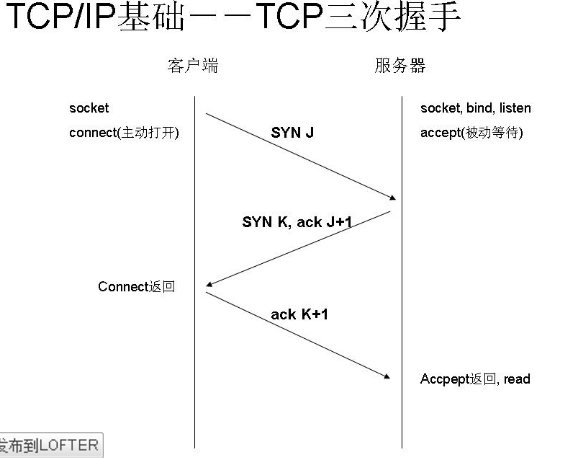 TCP/IP基础－－TCP三次握手
客户端
服务器
socket
socket, bind, listen
connect(主动打开)
SYN J
accept(被动等待)
SYN K, ack J+1
Connect返回
ack K+1
Accpept返回, read
发布到LOFTER